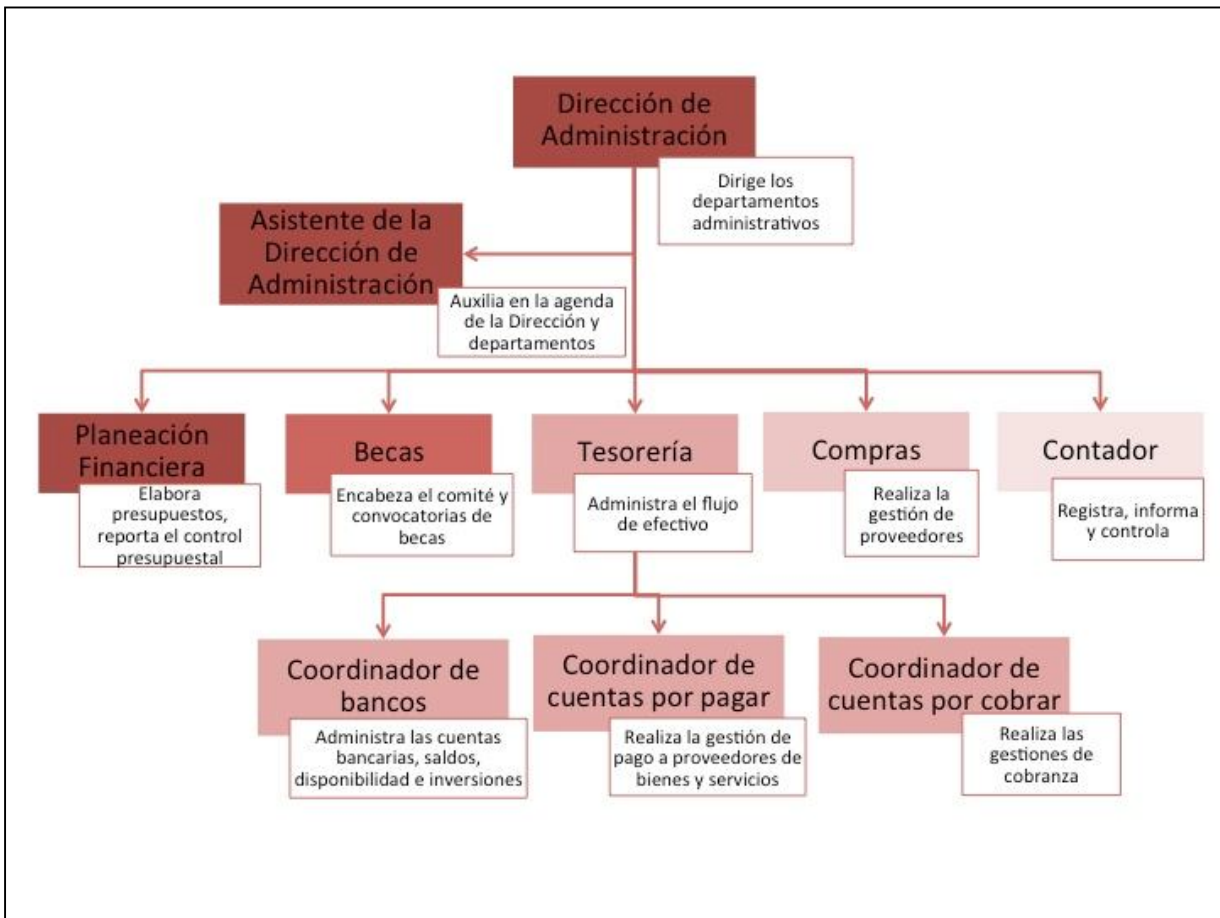 Dirección de
Administración
Dirige los
departamentos
administrativos
Asistente de la
Dirección de
Administración
Auxilia en la agenda
de la Dirección y
departamentos
Planeación
Financiera
Elabora
presupuestos,
reporta el control
presupuestal
Becas
Encabeza el comité y
convocatorias de
becas
Tesorería
Administra el flujo
de efectivo
Compras
Realiza la
gestión de
proveedores
Contador
Registra, informa
y controla
Coordinador de
bancos
Administra las cuentas
bancarias, saldos,
disponibilidad e inversiones
Coordinador de
cuentas por pagar
Realiza la gestión de
pago a proveedores de
bienes y servicios
Coordinador de
cuentas por cobrar
Realiza las
gestiones de
cobranza